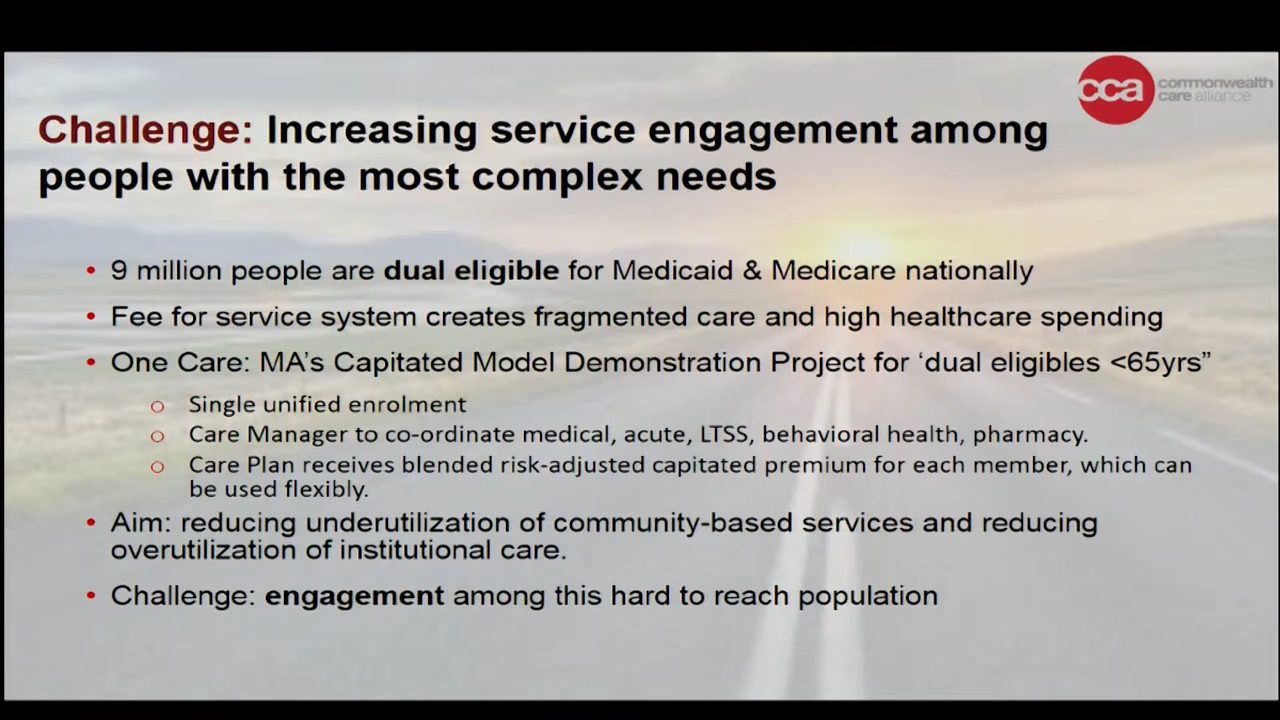 cca commonwealth
care alliance
Challenge: Increasing service engagement among
people with the most complex needs
• 9 million people are dual eligible for Medicaid & Medicare nationally
• Fee for service system creates fragmented care and high healthcare spending
• One Care: MA's Capitated Model Demonstration Project for ‘dual eligibles <65yrs”
o Single unified enrolment
o Care Manager to co-ordinate medical, acute, LTSS, behavioral health, pharmacy.
o Care Plan receives blended risk-adjusted capitated premium for each member, which can
be used flexibly.
• Aim: reducing underutilization of community-based services and reducing
overutilization of institutional care.
• Challenge: engagement among this hard to reach population